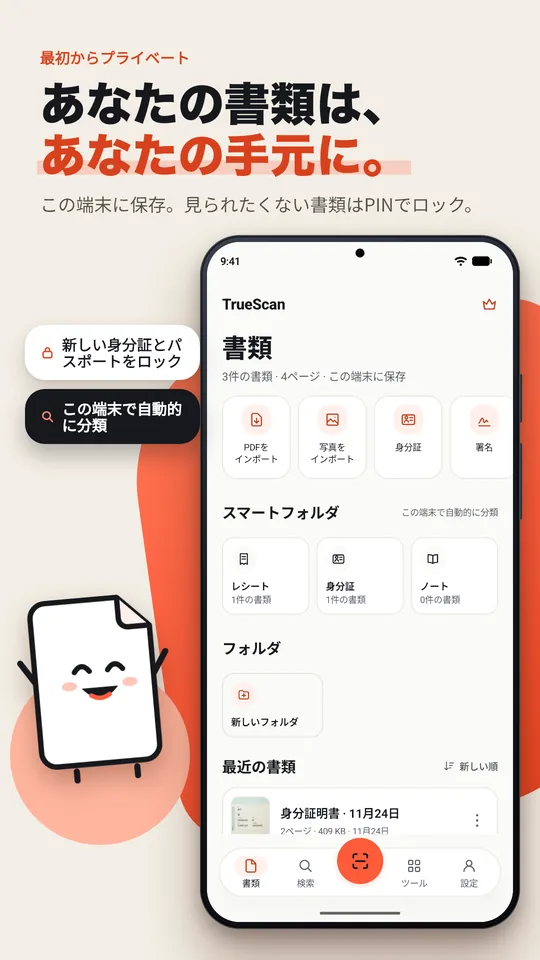 最初からプライベート
あなたの書類は、
あなたの手元に。
この端末に保存。見られたくない書類はPINでロック。
新しい身分証とパ
スポートをロック
この端末で自動的
に分類
9:41
TrueScan
書類
3件の書類 · 4ページ · この端末に保存
PDFを
インポート
写真を
インポート
身分証
署名
スマートフォルダ
この端末で自動的に分類
レシート
1件の書類
身分証
1件の書類
ノート
0件の書類
フォルダ
新しいフォルダ
最近の書類
新しい順
身分証明書 · 11月24日
2ページ · 409 KB · 11月24日
書類
検索
ツール
設定